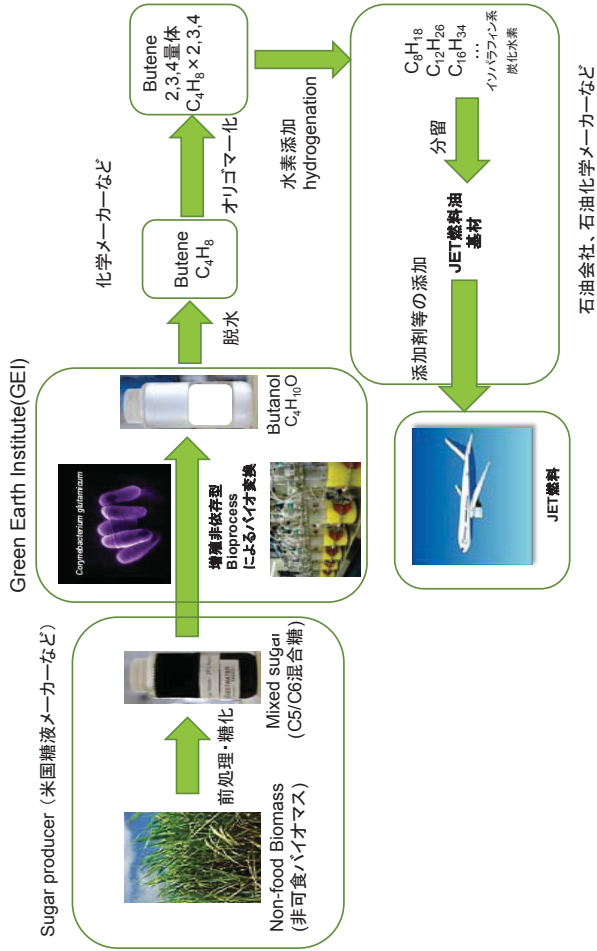 Sugar producer (米国糖液メーカーなど)
Non-food Biomass
(非可食バイオマス)
前処理・糖化
Mixed sugar
(C5/C6混合糖)
Green Earth Institute(GEI)
Corynebacterium glutamicum
増殖非依存型
Bioprocess
によるバイオ変換
Butanol
C₄H₁₀O
脱水
化学メーカーなど
Butene
C₄H₈
オリゴマー化
Butene
2,3,4量体
C₄H₈×2,3,4
水素添加
hydrogenation
C₈H₁₈
C₁₂H₂₆
C₁₆H₃₄
…
イソパラフィン系
炭化水素
分留
JET燃料油
基材
添加剤等の添加
石油会社、石油化学メーカーなど
JET燃料